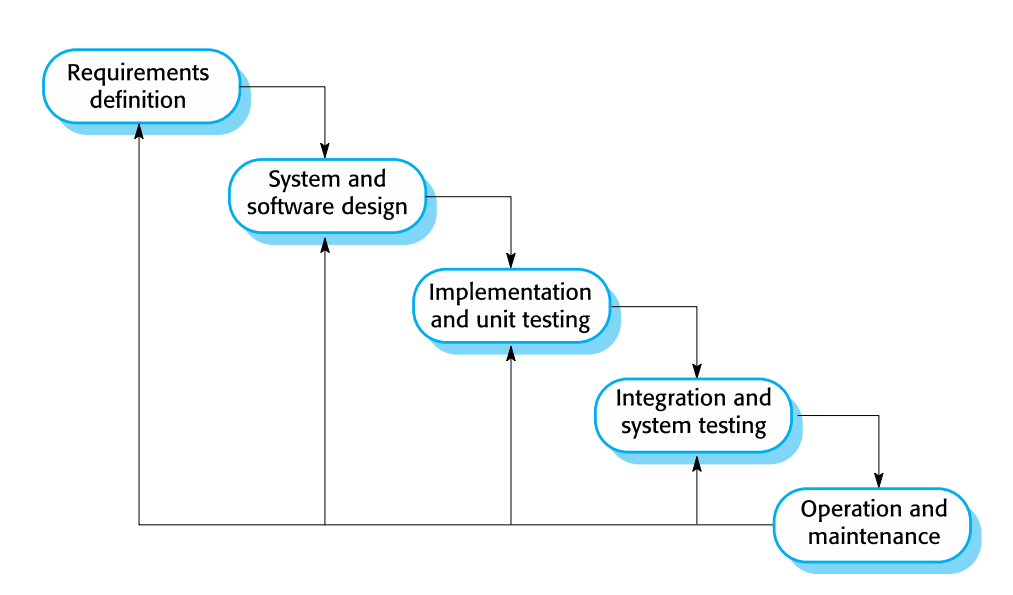 Requirements
definition
System and
software design
Implementation
and unit testing
Integration and
system testing
Operation and
maintenance